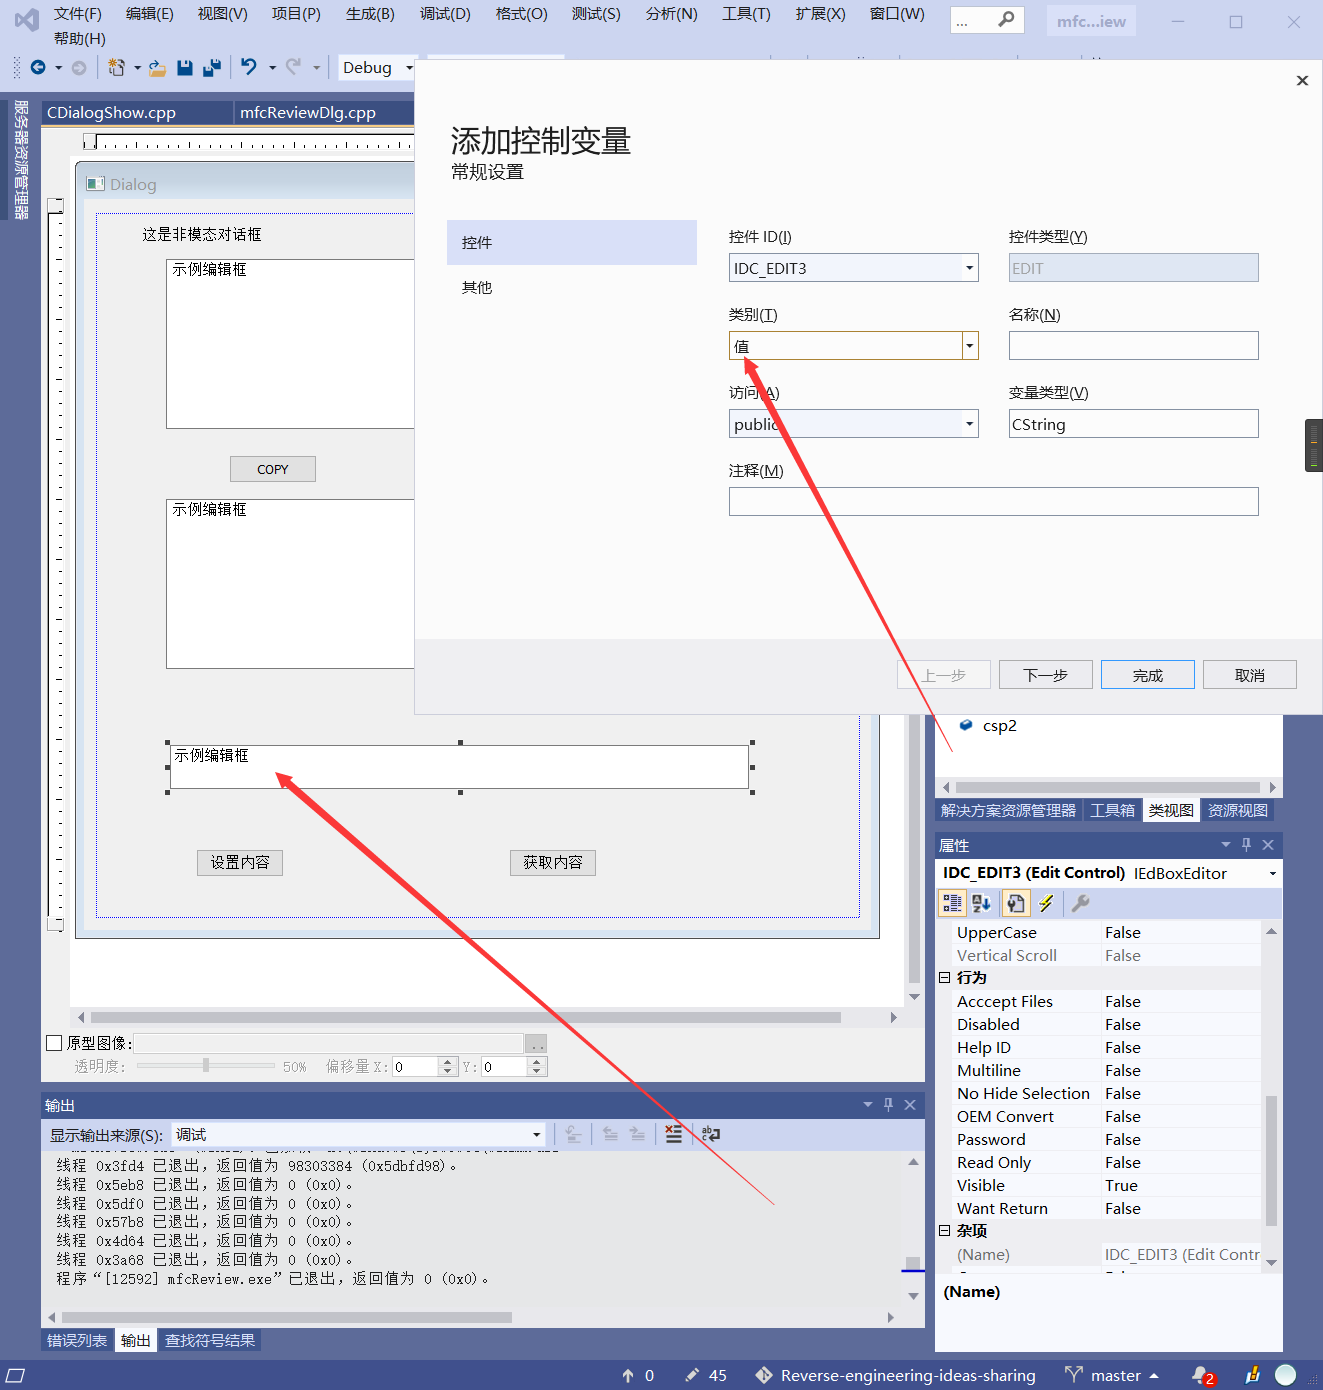 文件(F) 编辑(E) 视图(V) 项目(P) 生成(B) 调试(D) 格式(O) 测试(S) 分析(N) 工具(T) 扩展(X) 窗口(W) ... mfc...iew
帮助(H)
Debug
服务器资源管理器
CDialogShow.cpp mfcReviewDlg.cpp
Dialog
这是非模态对话框
示例编辑框
COPY
示例编辑框
示例编辑框
设置内容 获取内容
添加控制变量
常规设置
控件
其他
控件 ID(I) 控件类型(Y)
IDC_EDIT3 EDIT
类别(T) 名称(N)
值
访问(A) 变量类型(V)
public CString
注释(M)
上一步 下一步 完成 取消
csp2
解决方案资源管理器 工具箱 类视图 资源视图
属性
IDC_EDIT3 (Edit Control) IEdBoxEditor
UpperCase False
Vertical Scroll False
行为
Acccept Files False
Disabled False
Help ID False
Multiline False
No Hide Selection False
OEM Convert False
Password False
Read Only False
Visible True
Want Return False
杂项
(Name) IDC_EDIT3 (Edit Contr
(Name)
原型图像: ..
透明度: 50% 偏移量 X: 0 Y: 0
输出
显示输出来源(S): 调试
线程 0x3fd4 已退出，返回值为 98303384 (0x5dbfd98)。
线程 0x5eb8 已退出，返回值为 0 (0x0)。
线程 0x5df0 已退出，返回值为 0 (0x0)。
线程 0x57b8 已退出，返回值为 0 (0x0)。
线程 0x4d64 已退出，返回值为 0 (0x0)。
线程 0x3a68 已退出，返回值为 0 (0x0)。
程序“[12592] mfcReview.exe”已退出，返回值为 0 (0x0)。
错误列表 输出 查找符号结果
0 45 Reverse-engineering-ideas-sharing master 2